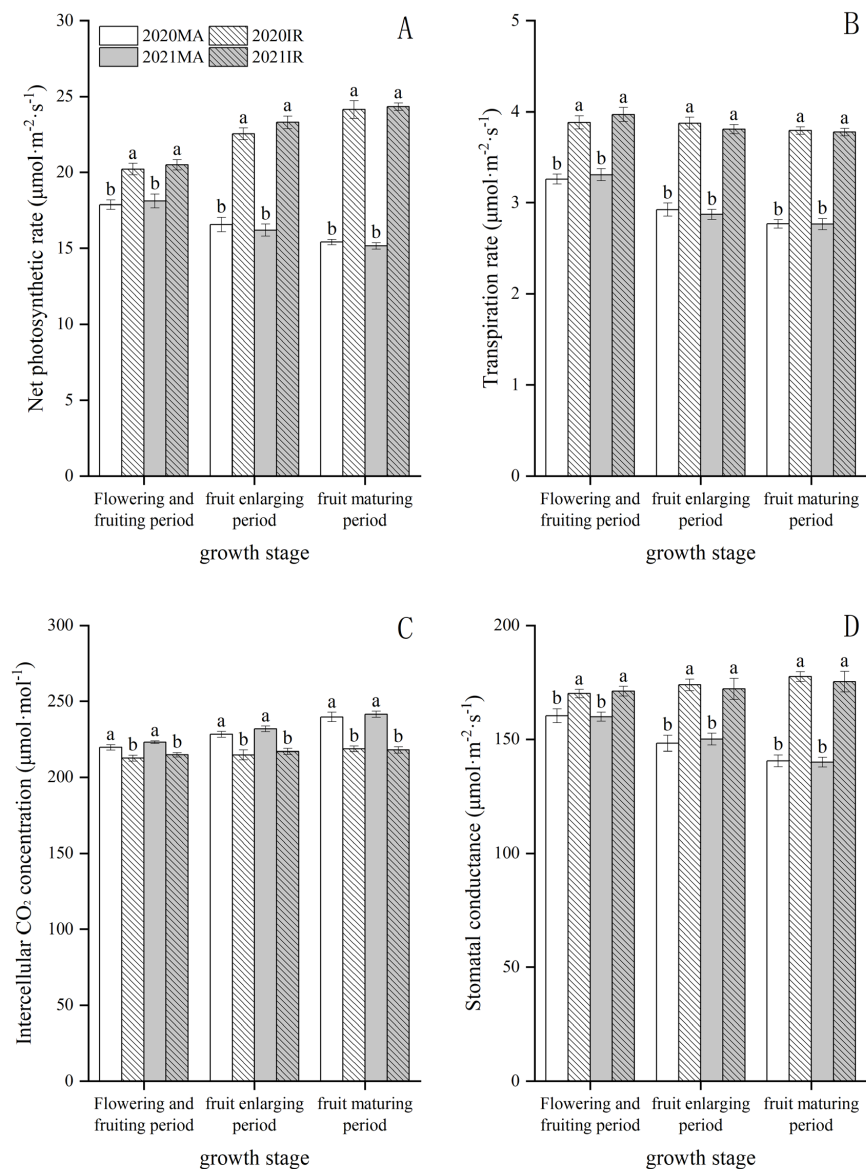 A
2020MA 2020IR
2021MA 2021IR
Net photosynthetic rate (μmol·m⁻²·s⁻¹)
30
25
20
15
10
5
0
b a b a b a b a b a b a
Flowering and fruiting period
fruit enlarging period
fruit maturing period
growth stage
B
Transpiration rate (μmol·m⁻²·s⁻¹)
5
4
3
2
1
0
b a b a b a b a b a b a
Flowering and fruiting period
fruit enlarging period
fruit maturing period
growth stage
C
Intercellular CO₂ concentration (μmol·mol⁻¹)
300
250
200
150
100
50
0
a b a b a b a b a b a b
Flowering and fruiting period
fruit enlarging period
fruit maturing period
growth stage
D
Stomatal conductance (μmol·m⁻²·s⁻¹)
200
150
100
50
0
b a b a b a b a b a b a
Flowering and fruiting period
fruit enlarging period
fruit maturing period
growth stage